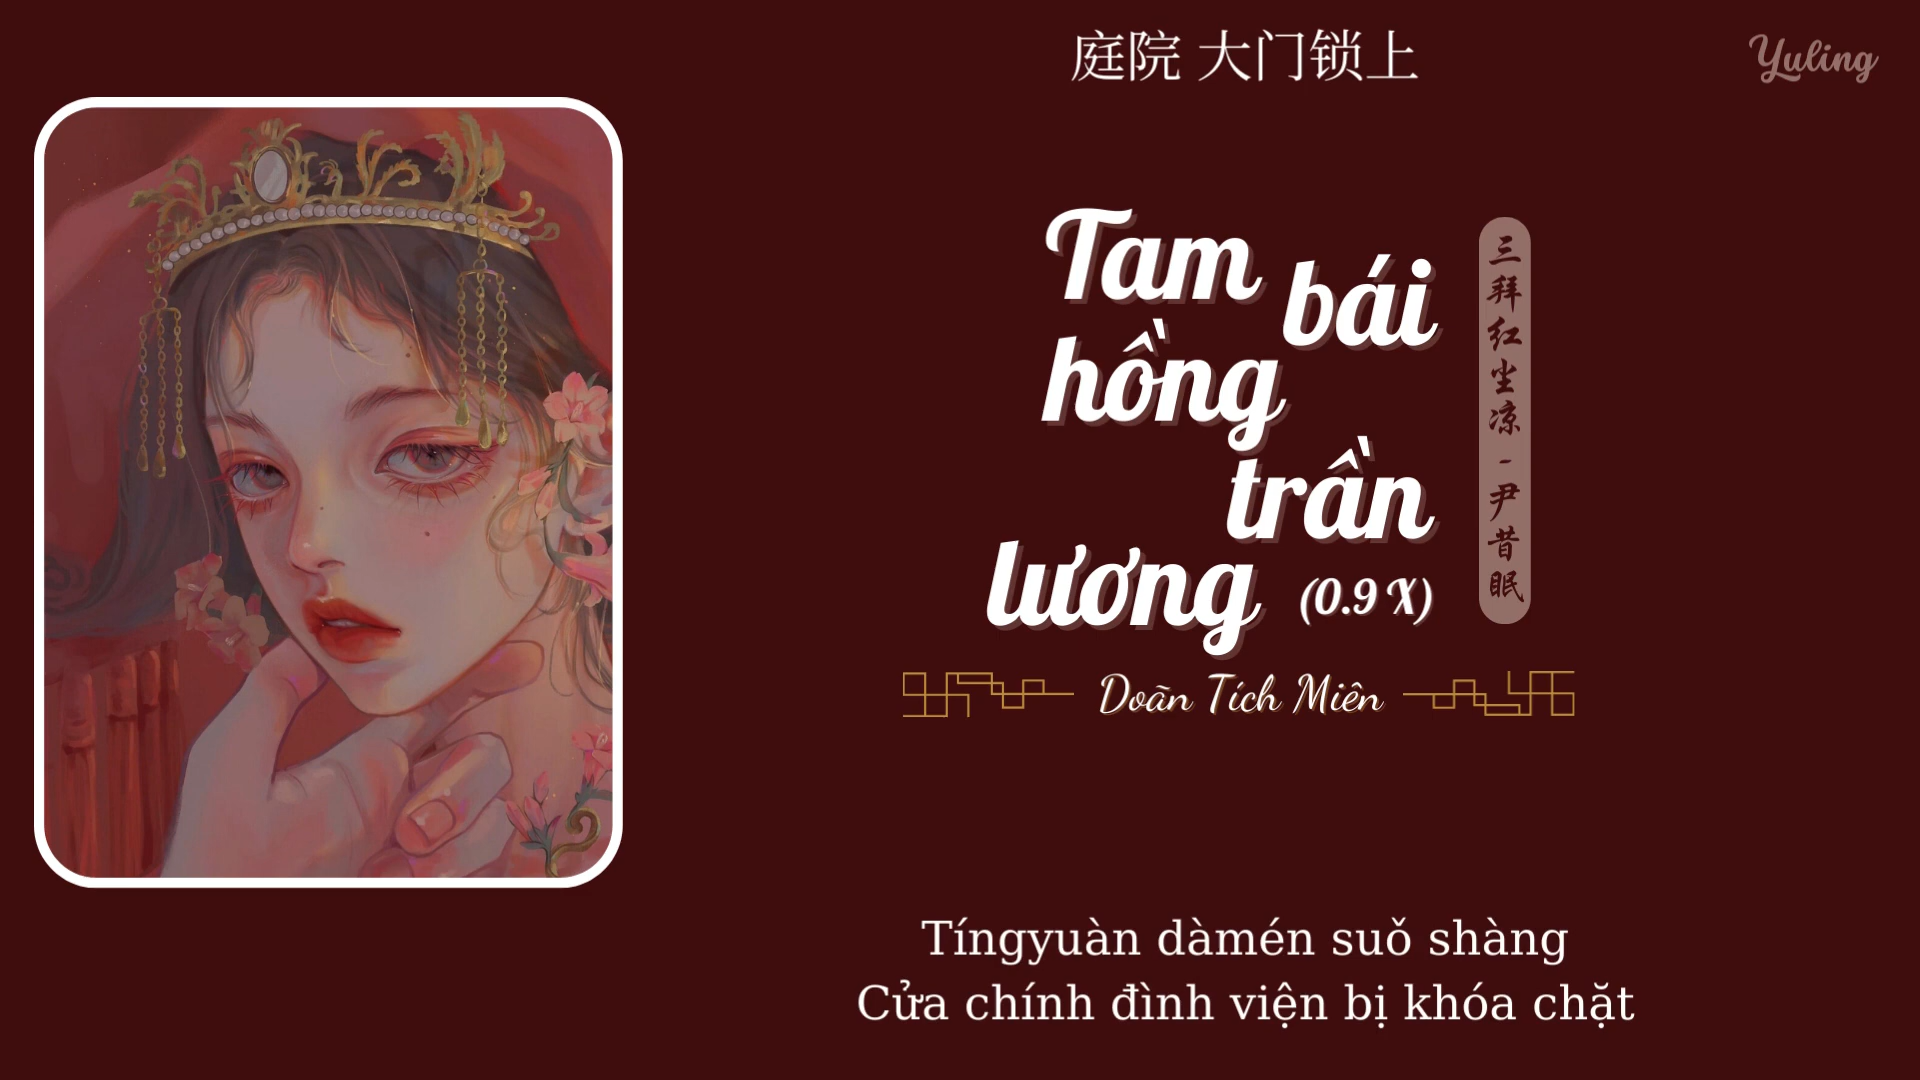 庭院 大门锁上
Yuling
Tam bái
hồng
trần
lương (0.9 X)
三拜红尘凉 - 尹昔眠
Doãn Tích Miên
Tíngyuàn dàmén suǒ shàng
Cửa chính đình viện bị khóa chặt